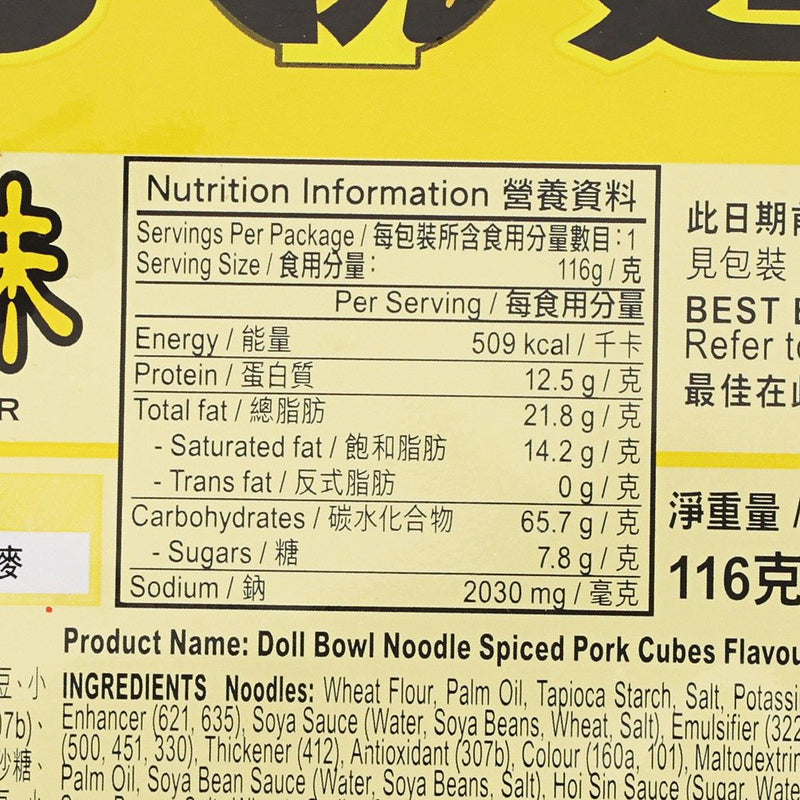 味
R
麥
Nutrition Information 營養資料
Servings Per Package / 每包裝所含食用分量數目：1
Serving Size / 食用分量： 116g / 克
Per Serving / 每食用分量
Energy / 能量 509 kcal / 千卡
Protein / 蛋白質 12.5 g / 克
Total fat / 總脂肪 21.8 g / 克
- Saturated fat / 飽和脂肪 14.2 g / 克
- Trans fat / 反式脂肪 0 g / 克
Carbohydrates / 碳水化合物 65.7 g / 克
- Sugars / 糖 7.8 g / 克
Sodium / 鈉 2030 mg / 毫克
此日期前
見包裝
BEST
Refer to
最佳在此
淨重量 /
116克
Product Name: Doll Bowl Noodle Spiced Pork Cubes Flavou
豆、小
07b)、
砂糖、
INGREDIENTS Noodles: Wheat Flour, Palm Oil, Tapioca Starch, Salt, Potassi
Enhancer (621, 635), Soya Sauce (Water, Soya Beans, Wheat, Salt), Emulsifier (322
(500, 451, 330), Thickener (412), Antioxidant (307b), Colour (160a, 101), Maltodextrin
Palm Oil, Soya Bean Sauce (Water, Soya Beans, Salt), Hoi Sin Sauce (Sugar, Wate